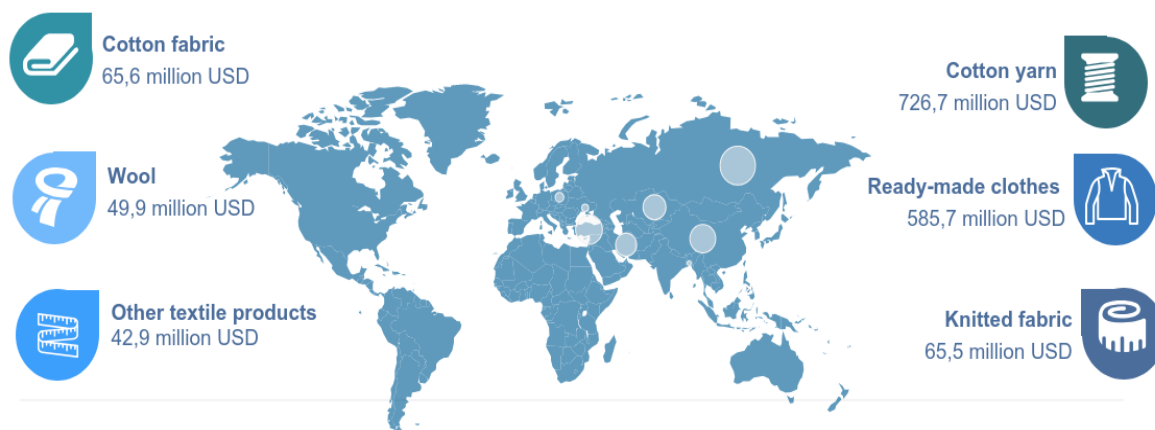 Cotton fabric
65,6 million USD
Wool
49,9 million USD
Other textile products
42,9 million USD
Cotton yarn
726,7 million USD
Ready-made clothes
585,7 million USD
Knitted fabric
65,5 million USD